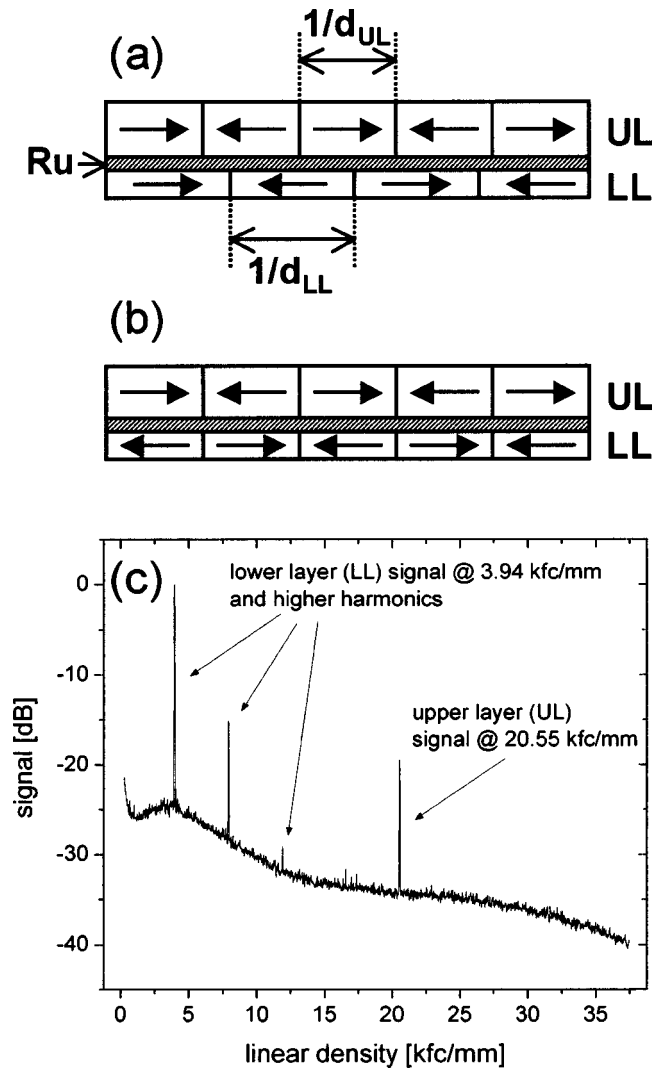 (a)
1/dUL
UL
Ru
LL
1/dLL
(b)
UL
LL
(c)
lower layer (LL) signal @ 3.94 kfc/mm
and higher harmonics
upper layer (UL)
signal @ 20.55 kfc/mm
signal [dB]
0
-10
-20
-30
-40
0 5 10 15 20 25 30 35
linear density [kfc/mm]